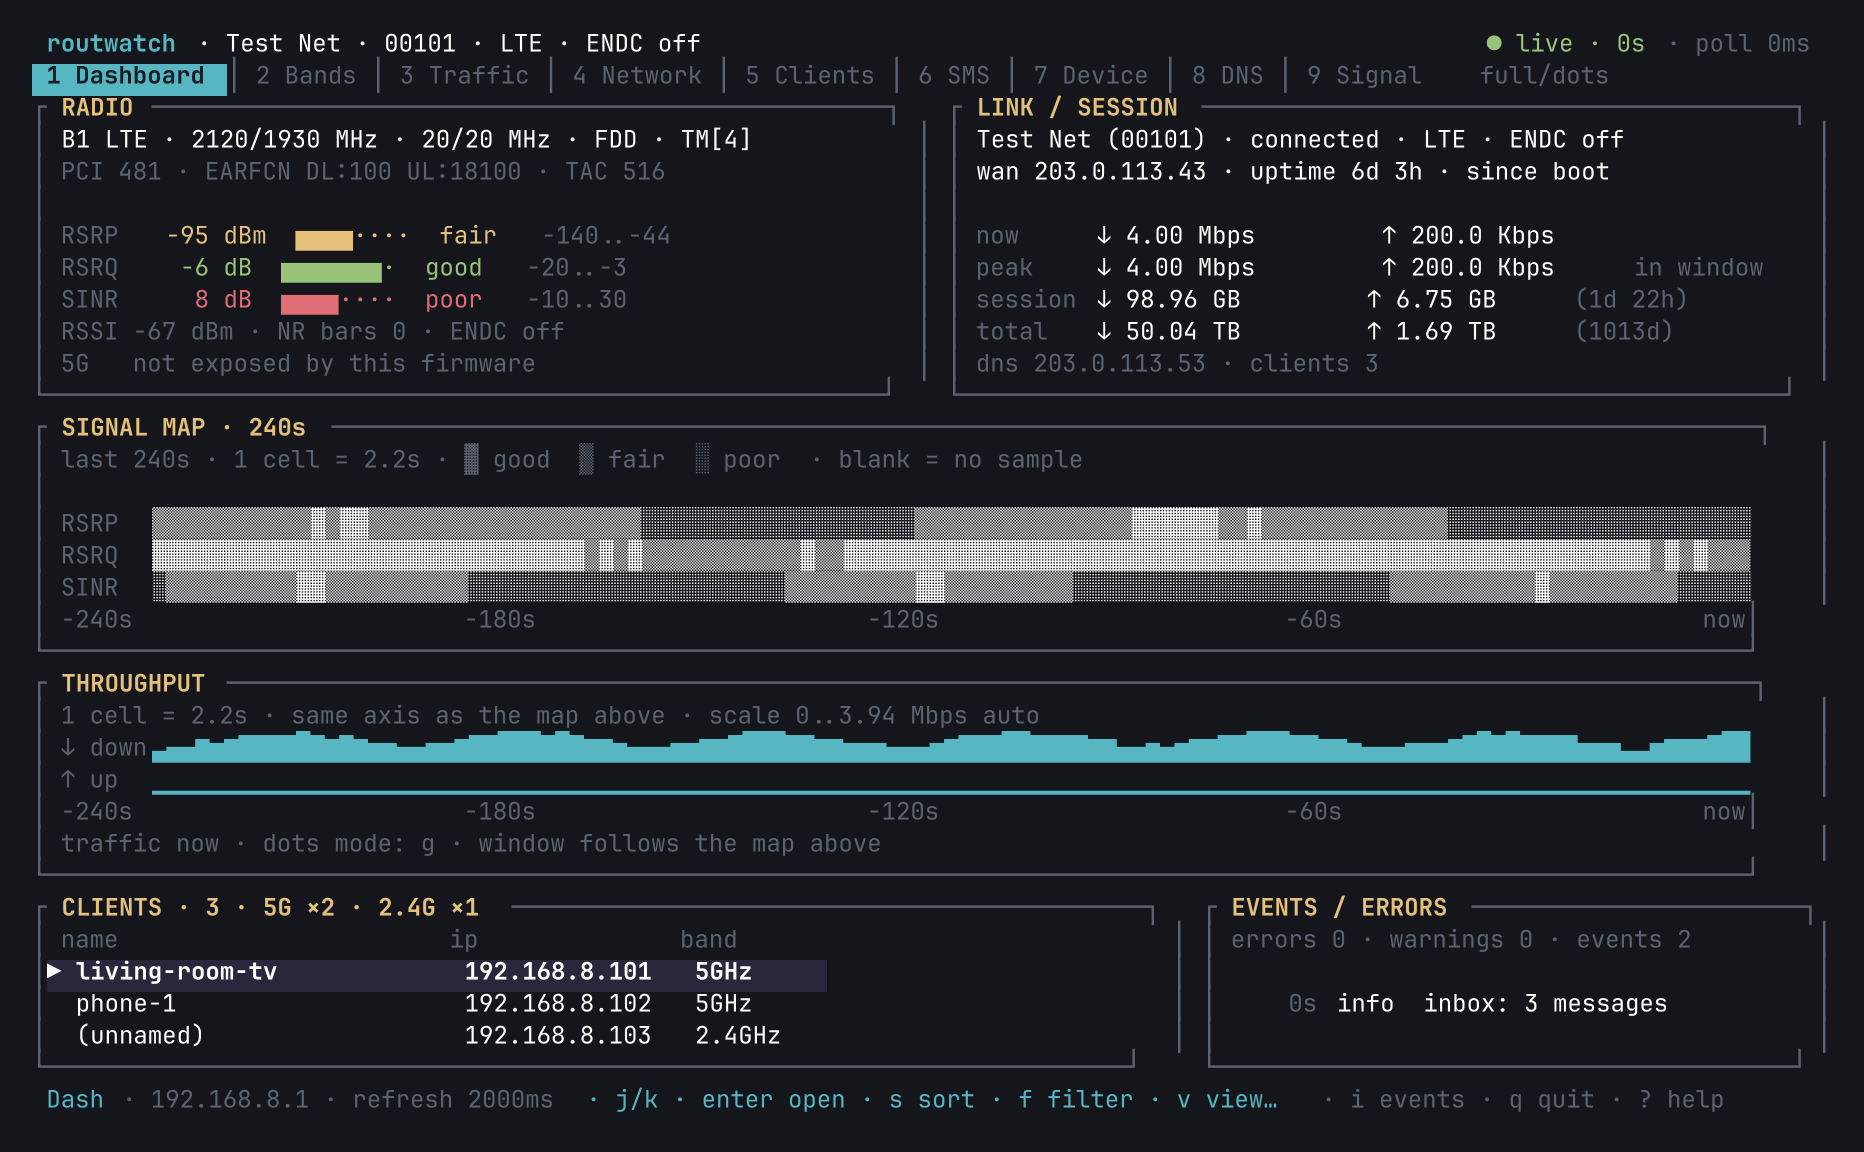 routwatch · Test Net · 00101 · LTE · ENDC off ● live · 0s · poll 0ms
1 Dashboard │ 2 Bands │ 3 Traffic │ 4 Network │ 5 Clients │ 6 SMS │ 7 Device │ 8 DNS │ 9 Signal full/dots
RADIO
B1 LTE · 2120/1930 MHz · 20/20 MHz · FDD · TM[4]
PCI 481 · EARFCN DL:100 UL:18100 · TAC 516
RSRP -95 dBm ···· fair -140..-44
RSRQ -6 dB · good -20..-3
SINR 8 dB ···· poor -10..30
RSSI -67 dBm · NR bars 0 · ENDC off
5G not exposed by this firmware
LINK / SESSION
Test Net (00101) · connected · LTE · ENDC off
wan 203.0.113.43 · uptime 6d 3h · since boot
now ↓ 4.00 Mbps ↑ 200.0 Kbps
peak ↓ 4.00 Mbps ↑ 200.0 Kbps in window
session ↓ 98.96 GB ↑ 6.75 GB (1d 22h)
total ↓ 50.04 TB ↑ 1.69 TB (1013d)
dns 203.0.113.53 · clients 3
SIGNAL MAP · 240s
last 240s · 1 cell = 2.2s · ▓ good ▒ fair ░ poor · blank = no sample
RSRP
RSRQ
SINR
-240s -180s -120s -60s now
THROUGHPUT
1 cell = 2.2s · same axis as the map above · scale 0..3.94 Mbps auto
↓ down
↑ up
-240s -180s -120s -60s now
traffic now · dots mode: g · window follows the map above
CLIENTS · 3 · 5G ×2 · 2.4G ×1
name ip band
▶ living-room-tv 192.168.8.101 5GHz
phone-1 192.168.8.102 5GHz
(unnamed) 192.168.8.103 2.4GHz
EVENTS / ERRORS
errors 0 · warnings 0 · events 2
0s info inbox: 3 messages
Dash · 192.168.8.1 · refresh 2000ms · j/k · enter open · s sort · f filter · v view… · i events · q quit · ? help